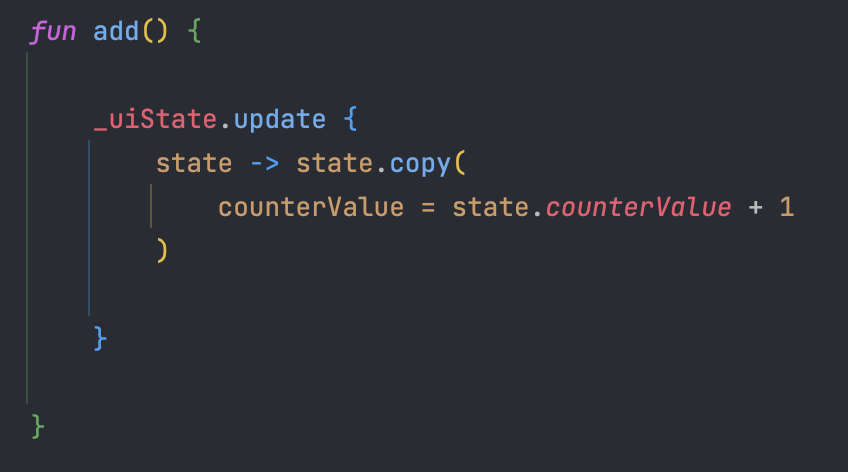 fun add() {
_uiState.update {
state -> state.copy(
counterValue = state.counterValue + 1
)
}
}